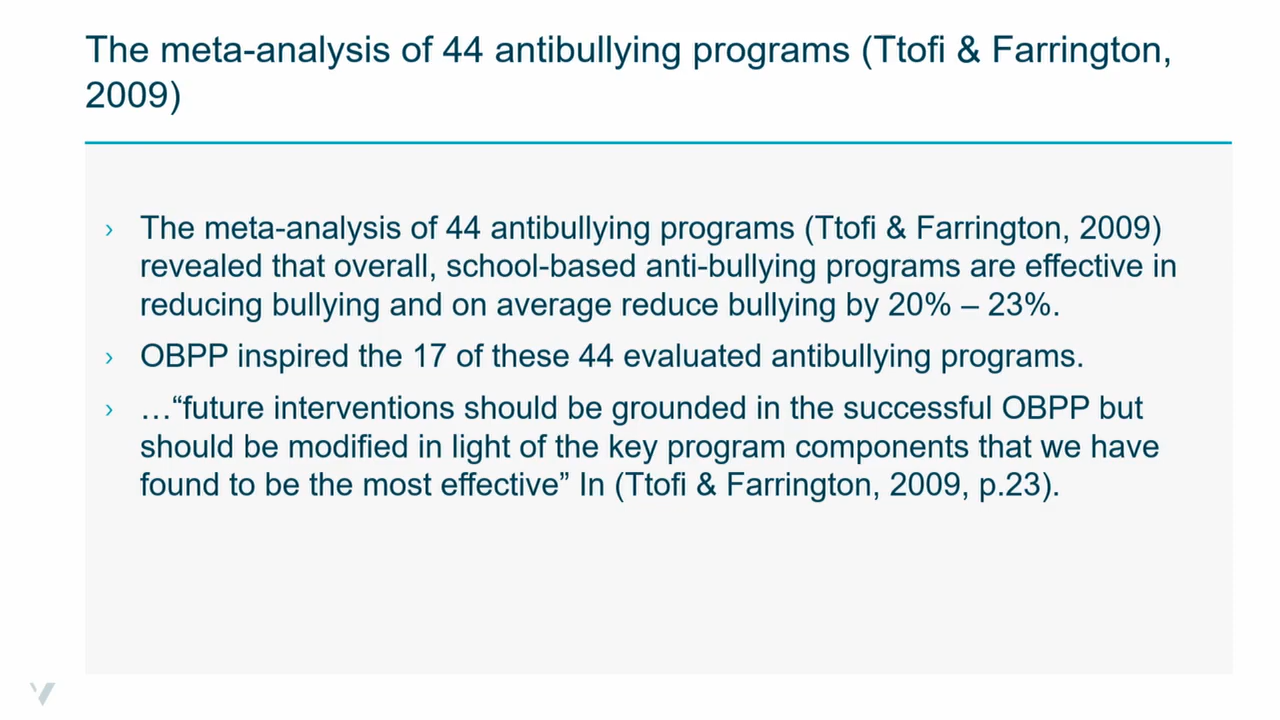 The meta-analysis of 44 antibullying programs (Ttofi & Farrington,
2009)
› The meta-analysis of 44 antibullying programs (Ttofi & Farrington, 2009)
revealed that overall, school-based anti-bullying programs are effective in
reducing bullying and on average reduce bullying by 20% – 23%.
› OBPP inspired the 17 of these 44 evaluated antibullying programs.
› …“future interventions should be grounded in the successful OBPP but
should be modified in light of the key program components that we have
found to be the most effective” In (Ttofi & Farrington, 2009, p.23).